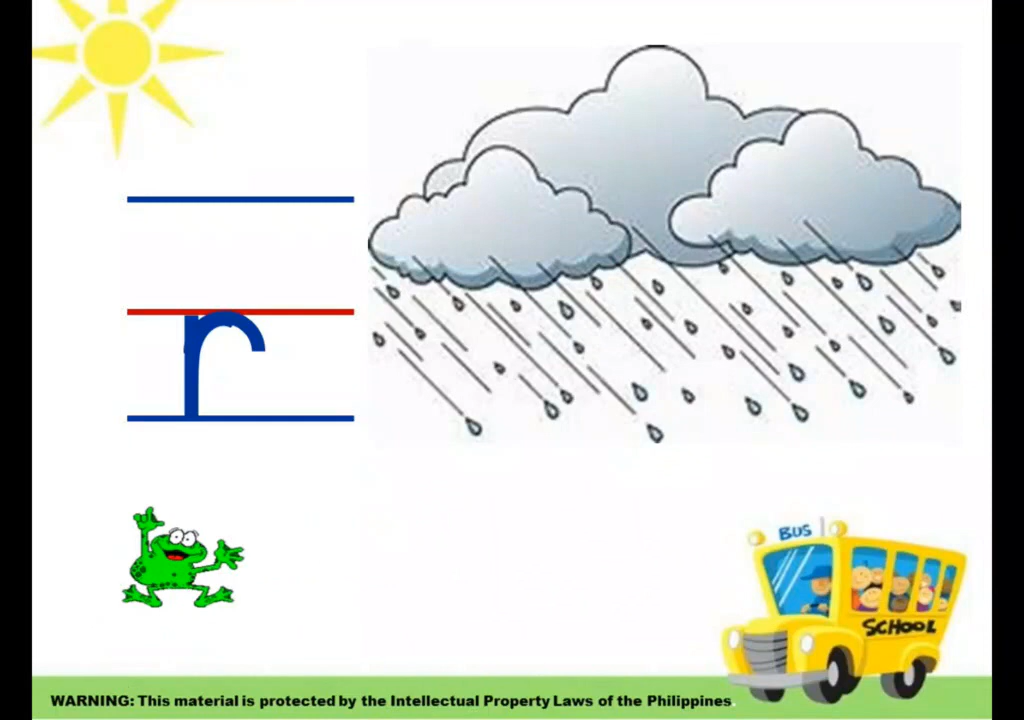 r
BUS
SCHOOL
WARNING: This material is protected by the Intellectual Property Laws of the Philippines.